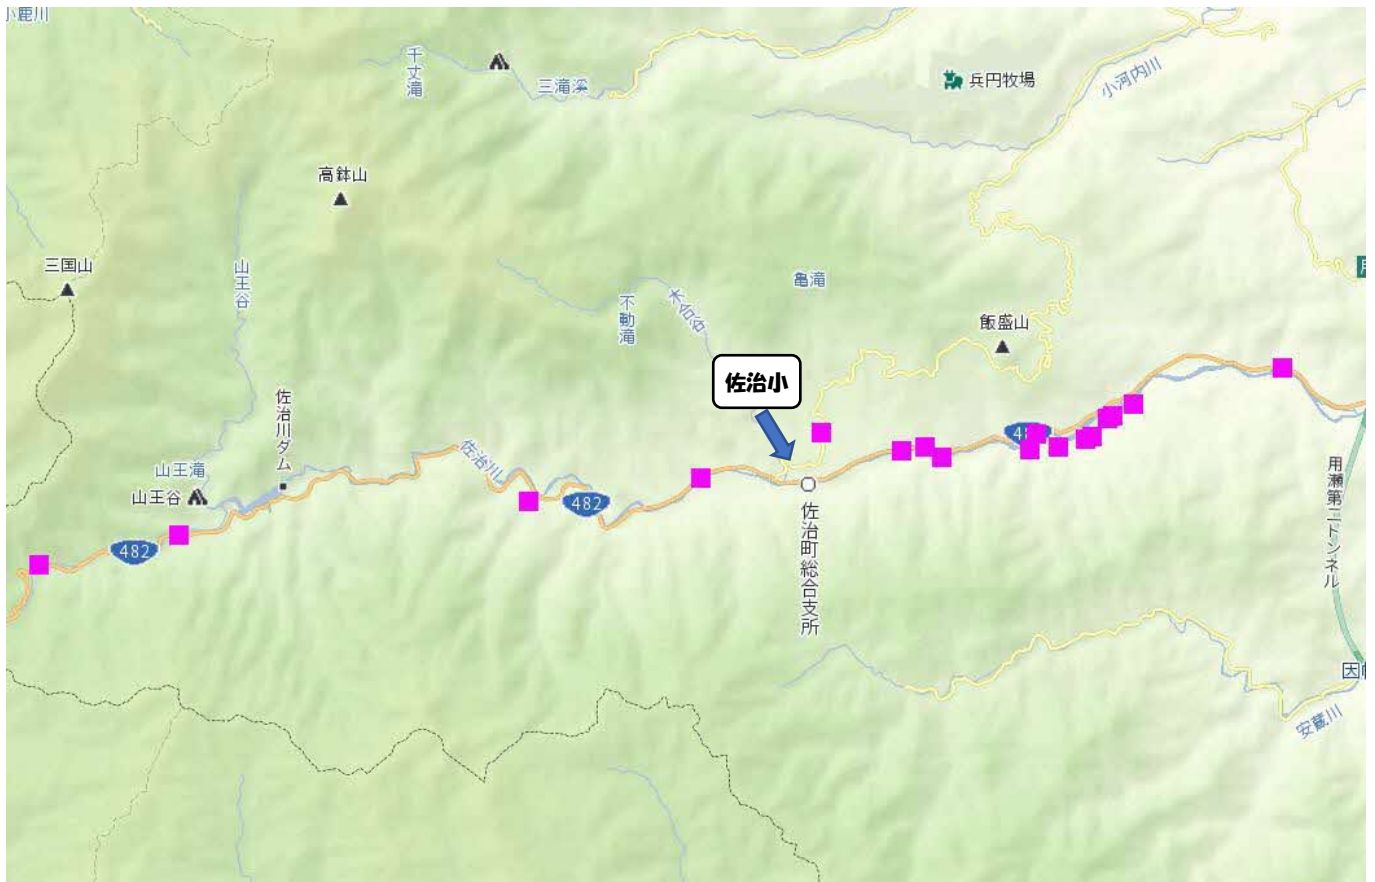 小鹿川
千丈滝
三滝渓
兵円牧場
小河内川
高鉢山
三国山
山王谷
亀滝
不動滝
木合谷
飯盛山
佐治小
佐治川ダム
佐治川
山王滝
山王谷
482
482
482
佐治町総合支所
用瀬第二トンネル
安蔵川